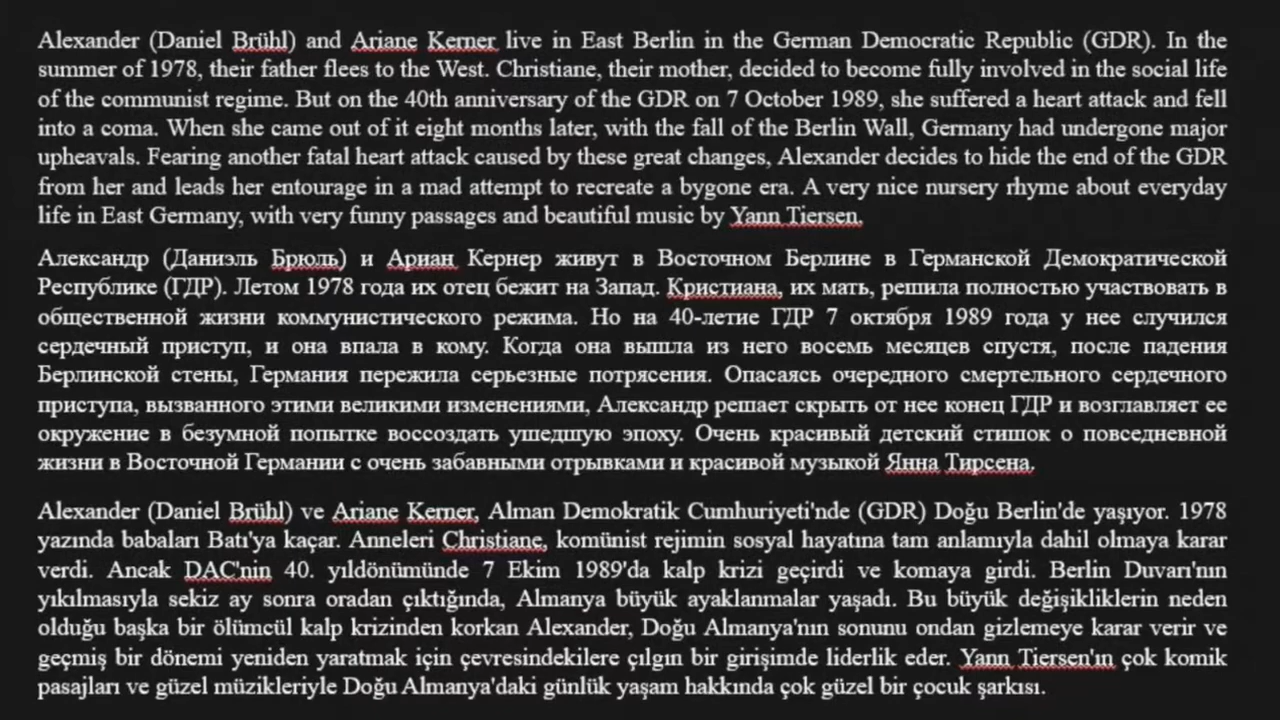 Alexander (Daniel Brühl) and Ariane Kerner live in East Berlin in the German Democratic Republic (GDR). In the
summer of 1978, their father flees to the West. Christiane, their mother, decided to become fully involved in the social life
of the communist regime. But on the 40th anniversary of the GDR on 7 October 1989, she suffered a heart attack and fell
into a coma. When she came out of it eight months later, with the fall of the Berlin Wall, Germany had undergone major
upheavals. Fearing another fatal heart attack caused by these great changes, Alexander decides to hide the end of the GDR
from her and leads her entourage in a mad attempt to recreate a bygone era. A very nice nursery rhyme about everyday
life in East Germany, with very funny passages and beautiful music by Yann Tiersen.
Александр (Даниэль Брюль) и Ариан Кернер живут в Восточном Берлине в Германской Демократической
Республике (ГДР). Летом 1978 года их отец бежит на Запад. Кристиана, их мать, решила полностью участвовать в
общественной жизни коммунистического режима. Но на 40-летие ГДР 7 октября 1989 года у нее случился
сердечный приступ, и она впала в кому. Когда она вышла из него восемь месяцев спустя, после падения
Берлинской стены, Германия пережила серьезные потрясения. Опасаясь очередного смертельного сердечного
приступа, вызванного этими великими изменениями, Александр решает скрыть от нее конец ГДР и возглавляет ее
окружение в безумной попытке воссоздать ушедшую эпоху. Очень красивый детский стишок о повседневной
жизни в Восточной Германии с очень забавными отрывками и красивой музыкой Янна Тирсена.
Alexander (Daniel Brühl) ve Ariane Kerner, Alman Demokratik Cumhuriyeti'nde (GDR) Doğu Berlin'de yaşıyor. 1978
yazında babaları Batı'ya kaçar. Anneleri Christiane, komünist rejimin sosyal hayatına tam anlamıyla dahil olmaya karar
verdi. Ancak DAC'nin 40. yıldönümünde 7 Ekim 1989'da kalp krizi geçirdi ve komaya girdi. Berlin Duvarı'nın
yıkılmasıyla sekiz ay sonra oradan çıktığında, Almanya büyük ayaklanmalar yaşadı. Bu büyük değişikliklerin neden
olduğu başka bir ölümcül kalp krizinden korkan Alexander, Doğu Almanya'nın sonunu ondan gizlemeye karar verir ve
geçmiş bir dönemi yeniden yaratmak için çevresindekilere çılgın bir girişimde liderlik eder. Yann Tiersen'ın çok komik
pasajları ve güzel müzikleriyle Doğu Almanya'daki günlük yaşam hakkında çok güzel bir çocuk şarkısı.